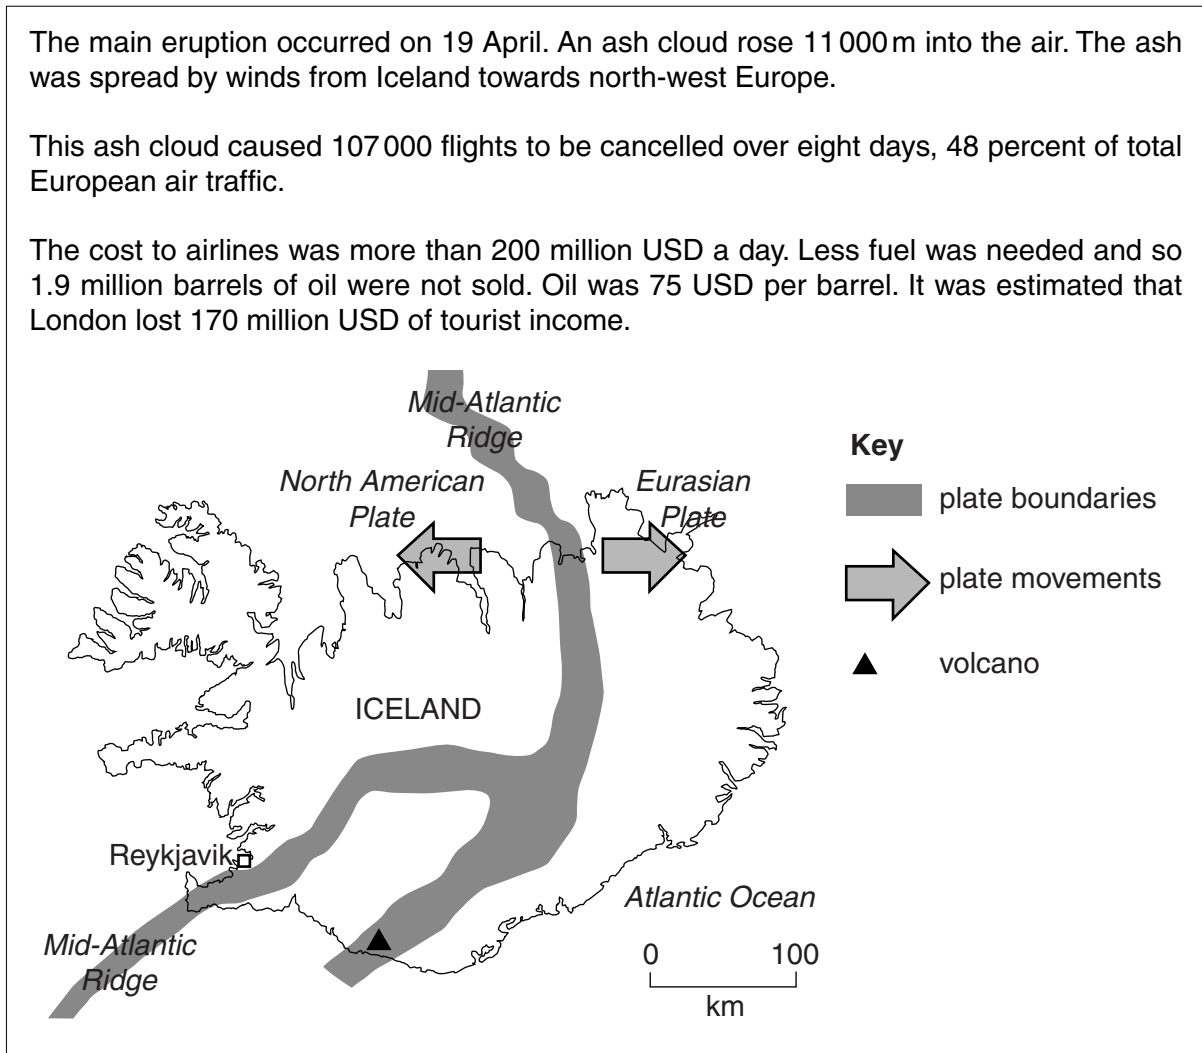 The main eruption occurred on 19 April. An ash cloud rose 11 000 m into the air. The ash
was spread by winds from Iceland towards north-west Europe.
This ash cloud caused 107 000 flights to be cancelled over eight days, 48 percent of total
European air traffic.
The cost to airlines was more than 200 million USD a day. Less fuel was needed and so
1.9 million barrels of oil were not sold. Oil was 75 USD per barrel. It was estimated that
London lost 170 million USD of tourist income.
Mid-Atlantic
Ridge
North American
Plate
Eurasian
Plate
ICELAND
Reykjavik
Mid-Atlantic
Ridge
Atlantic Ocean
0 100
km
Key
plate boundaries
plate movements
volcano